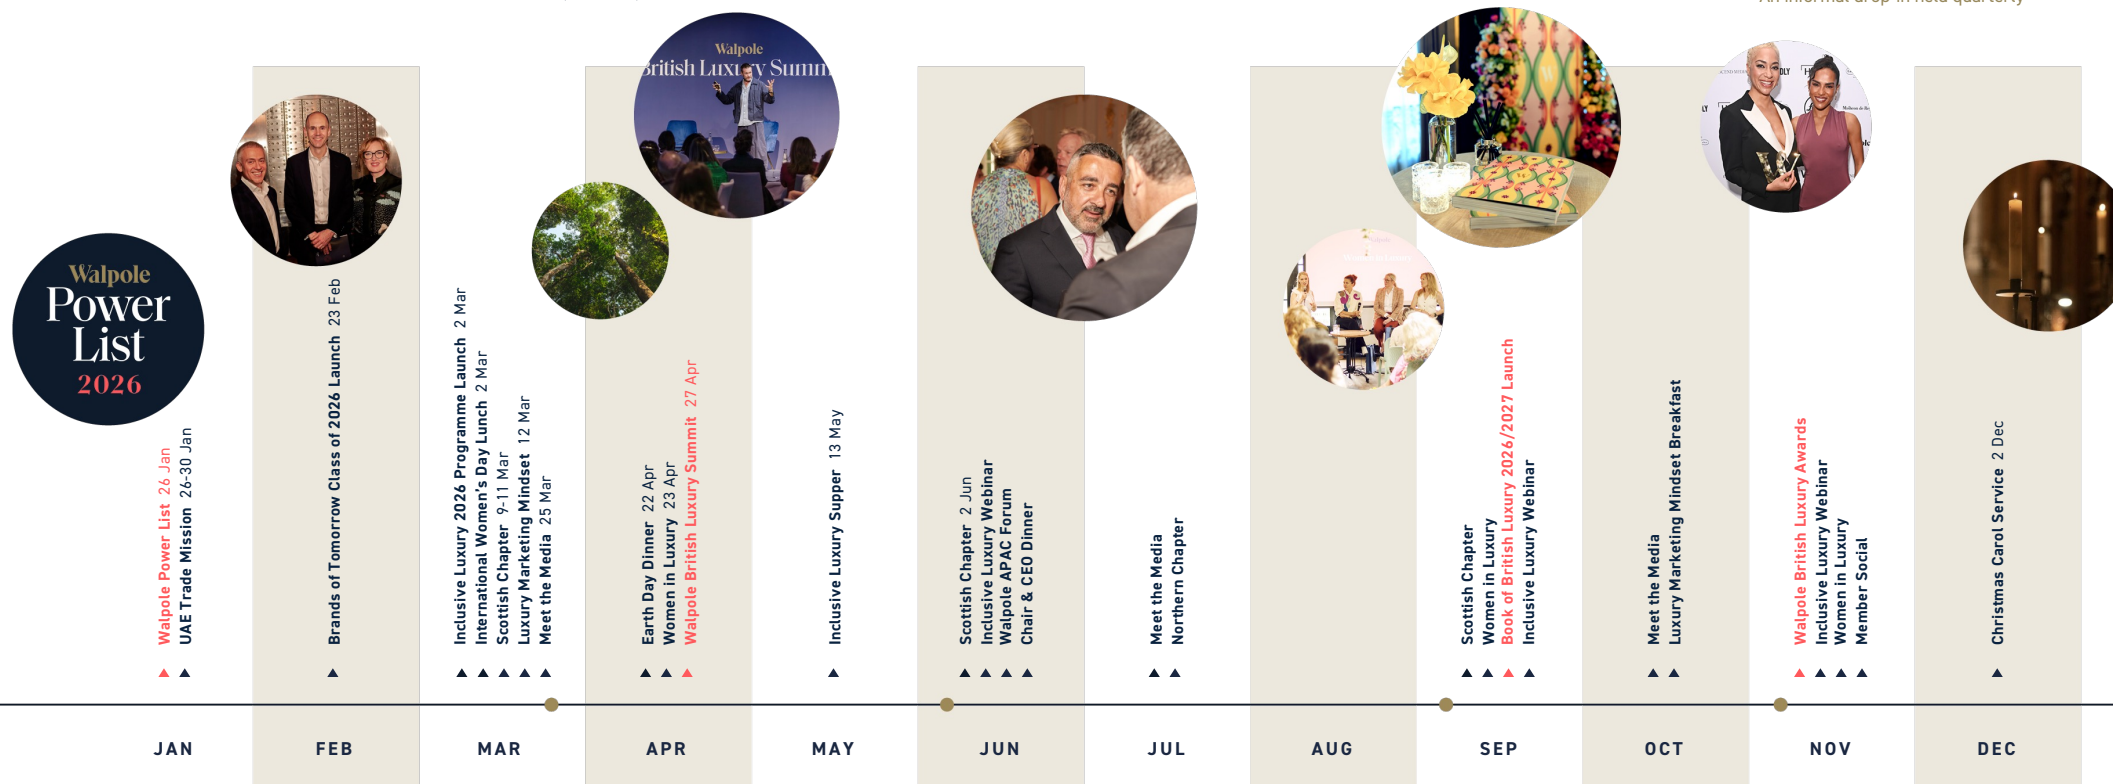 An informal drop-in held quarterly
Walpole
British Luxury Summ
Walpole
Power
List
2026
Walpole Power List 26 Jan
UAE Trade Mission 26-30 Jan
Brands of Tomorrow Class of 2026 Launch 23 Feb
Inclusive Luxury 2026 Programme Launch 2 Mar
International Women's Day Lunch 2 Mar
Scottish Chapter 9-11 Mar
Luxury Marketing Mindset 12 Mar
Meet the Media 25 Mar
Earth Day Dinner 22 Apr
Women in Luxury 23 Apr
Walpole British Luxury Summit 27 Apr
Inclusive Luxury Supper 13 May
Scottish Chapter 2 Jun
Inclusive Luxury Webinar
Walpole APAC Forum
Chair & CEO Dinner
Meet the Media
Northern Chapter
Scottish Chapter
Women in Luxury
Book of British Luxury 2026/2027 Launch
Inclusive Luxury Webinar
Meet the Media
Luxury Marketing Mindset Breakfast
Walpole British Luxury Awards
Inclusive Luxury Webinar
Women in Luxury
Member Social
Christmas Carol Service 2 Dec
JAN
FEB
MAR
APR
MAY
JUN
JUL
AUG
SEP
OCT
NOV
DEC